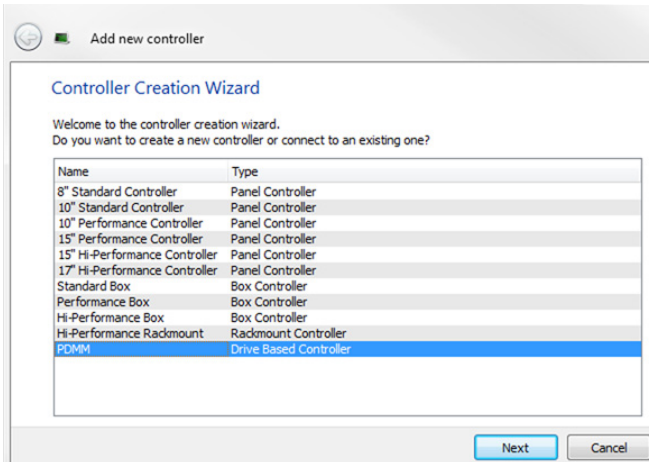 Add new controller
Controller Creation Wizard
Welcome to the controller creation wizard.
Do you want to create a new controller or connect to an existing one?
Name Type
8" Standard Controller Panel Controller
10" Standard Controller Panel Controller
10" Performance Controller Panel Controller
15" Performance Controller Panel Controller
15" Hi-Performance Controller Panel Controller
17" Hi-Performance Controller Panel Controller
Standard Box Box Controller
Performance Box Box Controller
Hi-Performance Box Box Controller
Hi-Performance Rackmount Rackmount Controller
PDMM Drive Based Controller
Next Cancel